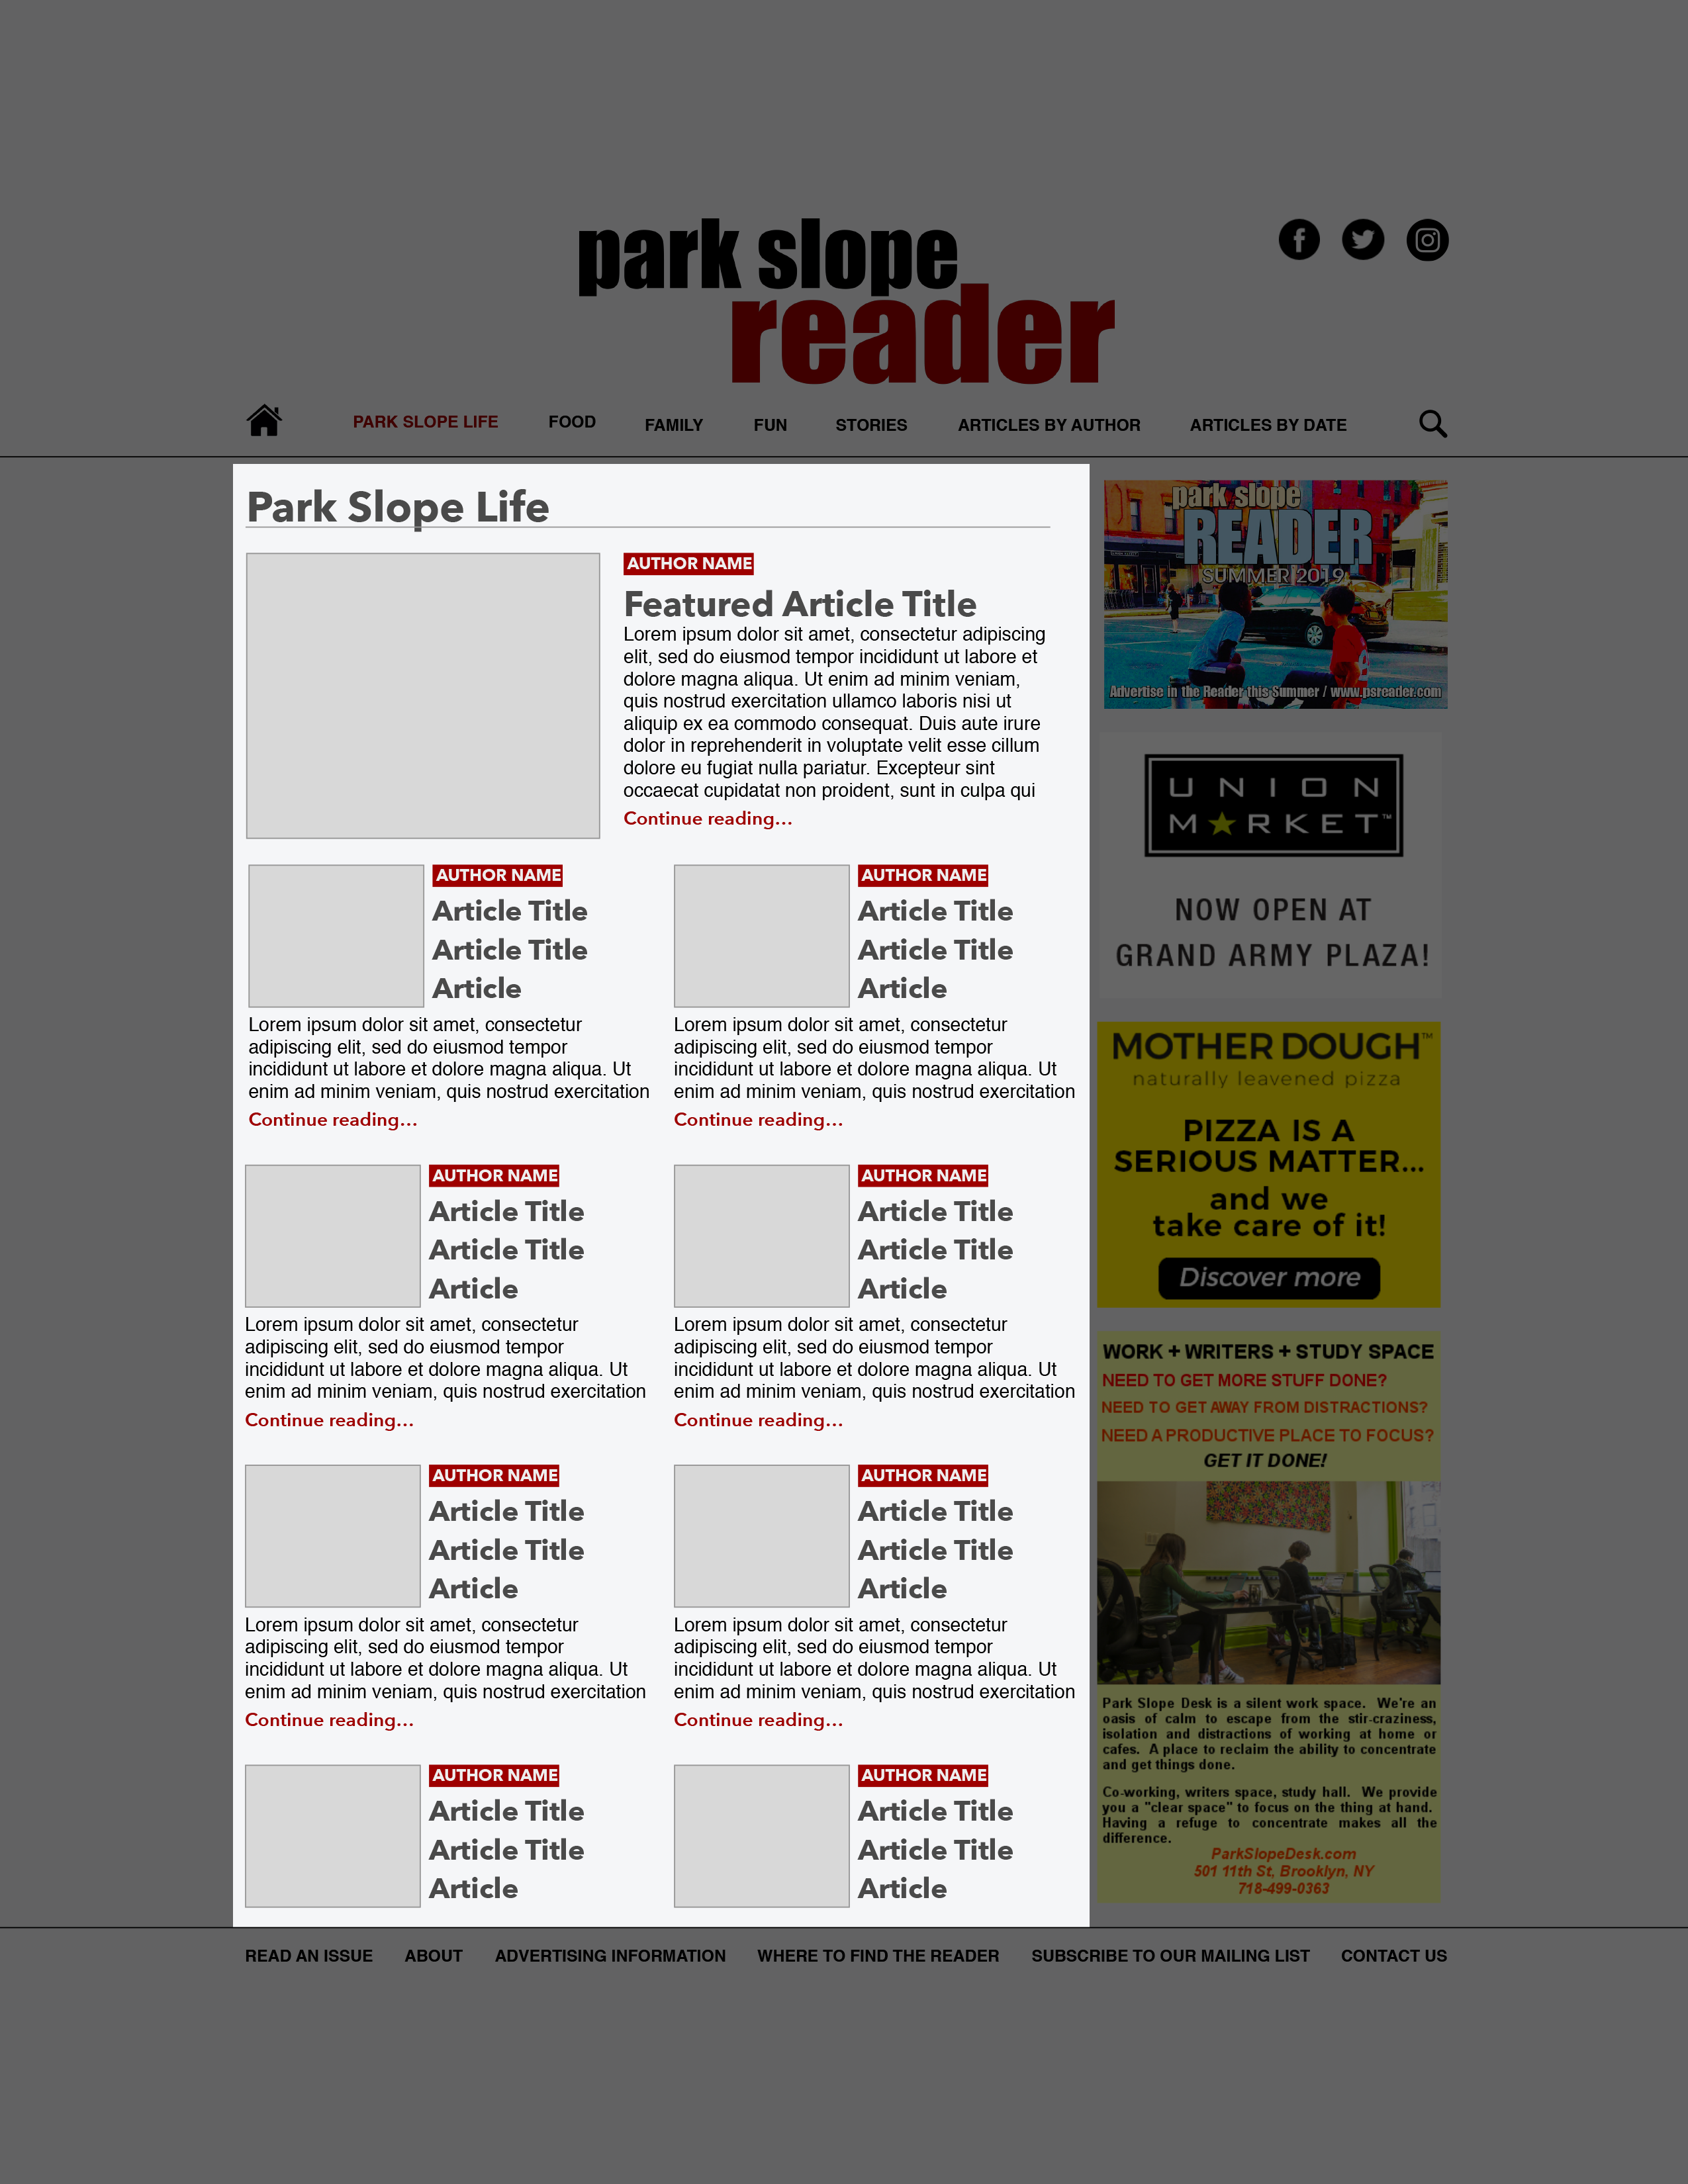 park slope
reader
PARK SLOPE LIFE FOOD FAMILY FUN STORIES ARTICLES BY AUTHOR ARTICLES BY DATE
Park Slope Life
AUTHOR NAME
Featured Article Title
Lorem ipsum dolor sit amet, consectetur adipiscing
elit, sed do eiusmod tempor incididunt ut labore et
dolore magna aliqua. Ut enim ad minim veniam,
quis nostrud exercitation ullamco laboris nisi ut
aliquip ex ea commodo consequat. Duis aute irure
dolor in reprehenderit in voluptate velit esse cillum
dolore eu fugiat nulla pariatur. Excepteur sint
occaecat cupidatat non proident, sunt in culpa qui
Continue reading…
AUTHOR NAME
Article Title
Article Title
Article
Lorem ipsum dolor sit amet, consectetur
adipiscing elit, sed do eiusmod tempor
incididunt ut labore et dolore magna aliqua. Ut
enim ad minim veniam, quis nostrud exercitation
Continue reading…
AUTHOR NAME
Article Title
Article Title
Article
Lorem ipsum dolor sit amet, consectetur
adipiscing elit, sed do eiusmod tempor
incididunt ut labore et dolore magna aliqua. Ut
enim ad minim veniam, quis nostrud exercitation
Continue reading…
AUTHOR NAME
Article Title
Article Title
Article
Lorem ipsum dolor sit amet, consectetur
adipiscing elit, sed do eiusmod tempor
incididunt ut labore et dolore magna aliqua. Ut
enim ad minim veniam, quis nostrud exercitation
Continue reading…
AUTHOR NAME
Article Title
Article Title
Article
Lorem ipsum dolor sit amet, consectetur
adipiscing elit, sed do eiusmod tempor
incididunt ut labore et dolore magna aliqua. Ut
enim ad minim veniam, quis nostrud exercitation
Continue reading…
AUTHOR NAME
Article Title
Article Title
Article
Lorem ipsum dolor sit amet, consectetur
adipiscing elit, sed do eiusmod tempor
incididunt ut labore et dolore magna aliqua. Ut
enim ad minim veniam, quis nostrud exercitation
Continue reading…
AUTHOR NAME
Article Title
Article Title
Article
Lorem ipsum dolor sit amet, consectetur
adipiscing elit, sed do eiusmod tempor
incididunt ut labore et dolore magna aliqua. Ut
enim ad minim veniam, quis nostrud exercitation
Continue reading…
AUTHOR NAME
Article Title
Article Title
Article
AUTHOR NAME
Article Title
Article Title
Article
park slope
READER
SUMMER 2019
Advertise in the Reader this Summer / www.psreader.com
UNION
M★RKET™
NOW OPEN AT
GRAND ARMY PLAZA!
MOTHER DOUGH™
naturally leavened pizza
PIZZA IS A
SERIOUS MATTER...
and we
take care of it!
Discover more
WORK + WRITERS + STUDY SPACE
NEED TO GET MORE STUFF DONE?
NEED TO GET AWAY FROM DISTRACTIONS?
NEED A PRODUCTIVE PLACE TO FOCUS?
GET IT DONE!
Park Slope Desk is a silent work space. We're an
oasis of calm to escape from the stir-craziness,
isolation and distractions of working at home or
cafes. A place to reclaim the ability to concentrate
and get things done.
Co-working, writers space, study hall. We provide
you a "clear space" to focus on the thing at hand.
Having a refuge to concentrate makes all the
difference.
ParkSlopeDesk.com
501 11th St, Brooklyn, NY
718-499-0363
READ AN ISSUE ABOUT ADVERTISING INFORMATION WHERE TO FIND THE READER SUBSCRIBE TO OUR MAILING LIST CONTACT US